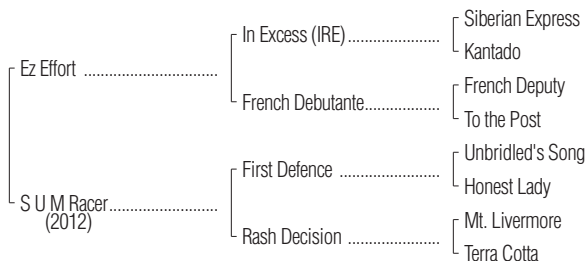 Siberian Express
In Excess (IRE)
Kantado
Ez Effort
French Deputy
French Debutante
To the Post
Unbridled's Song
First Defence
Honest Lady
S U M Racer
(2012)
Mt. Livermore
Rash Decision
Terra Cotta